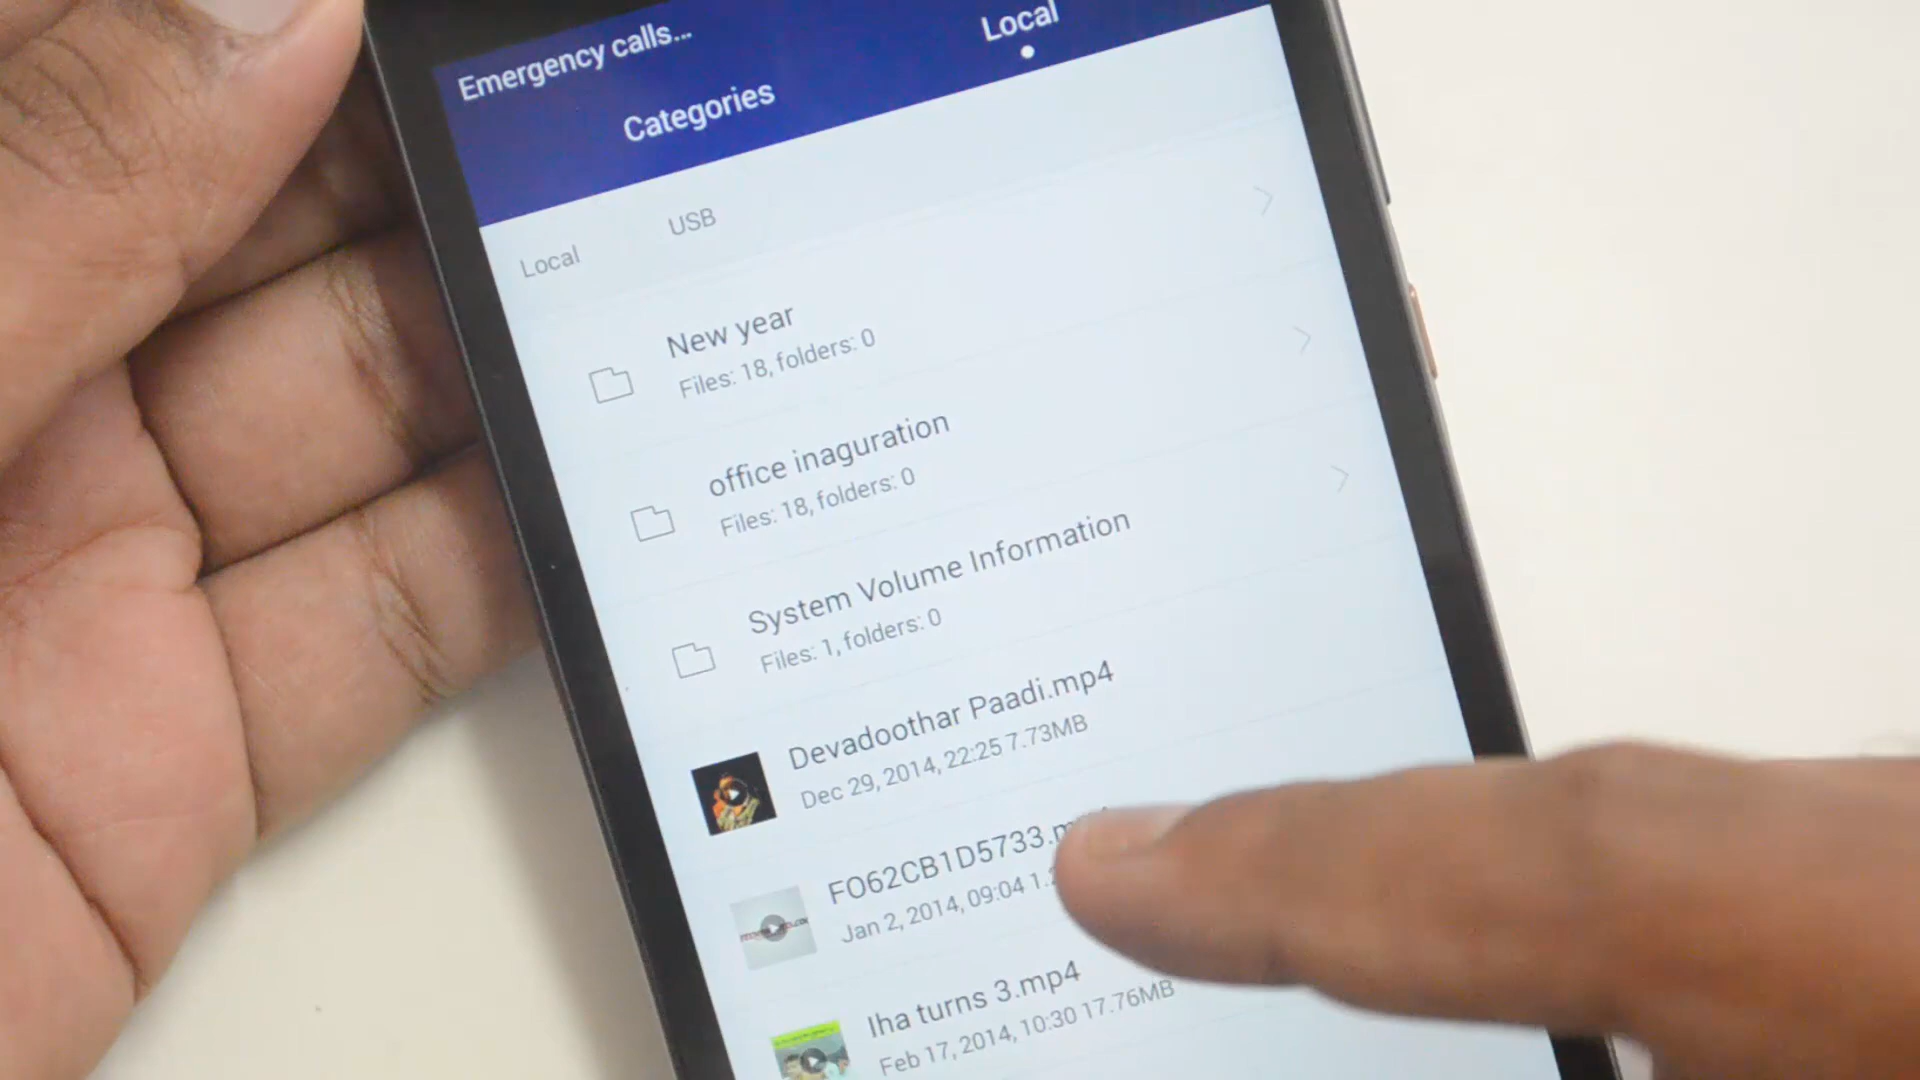 Emergency calls...
Categories
Local
Local
USB
New year
Files: 18, folders: 0
office inaguration
Files: 18, folders: 0
System Volume Information
Files: 1, folders: 0
Devadoothar Paadi.mp4
Dec 29, 2014, 22:25 7.73MB
FO62CB1D5733.m
Jan 2, 2014, 09:04 1.
Iha turns 3.mp4
Feb 17, 2014, 10:30 17.76MB